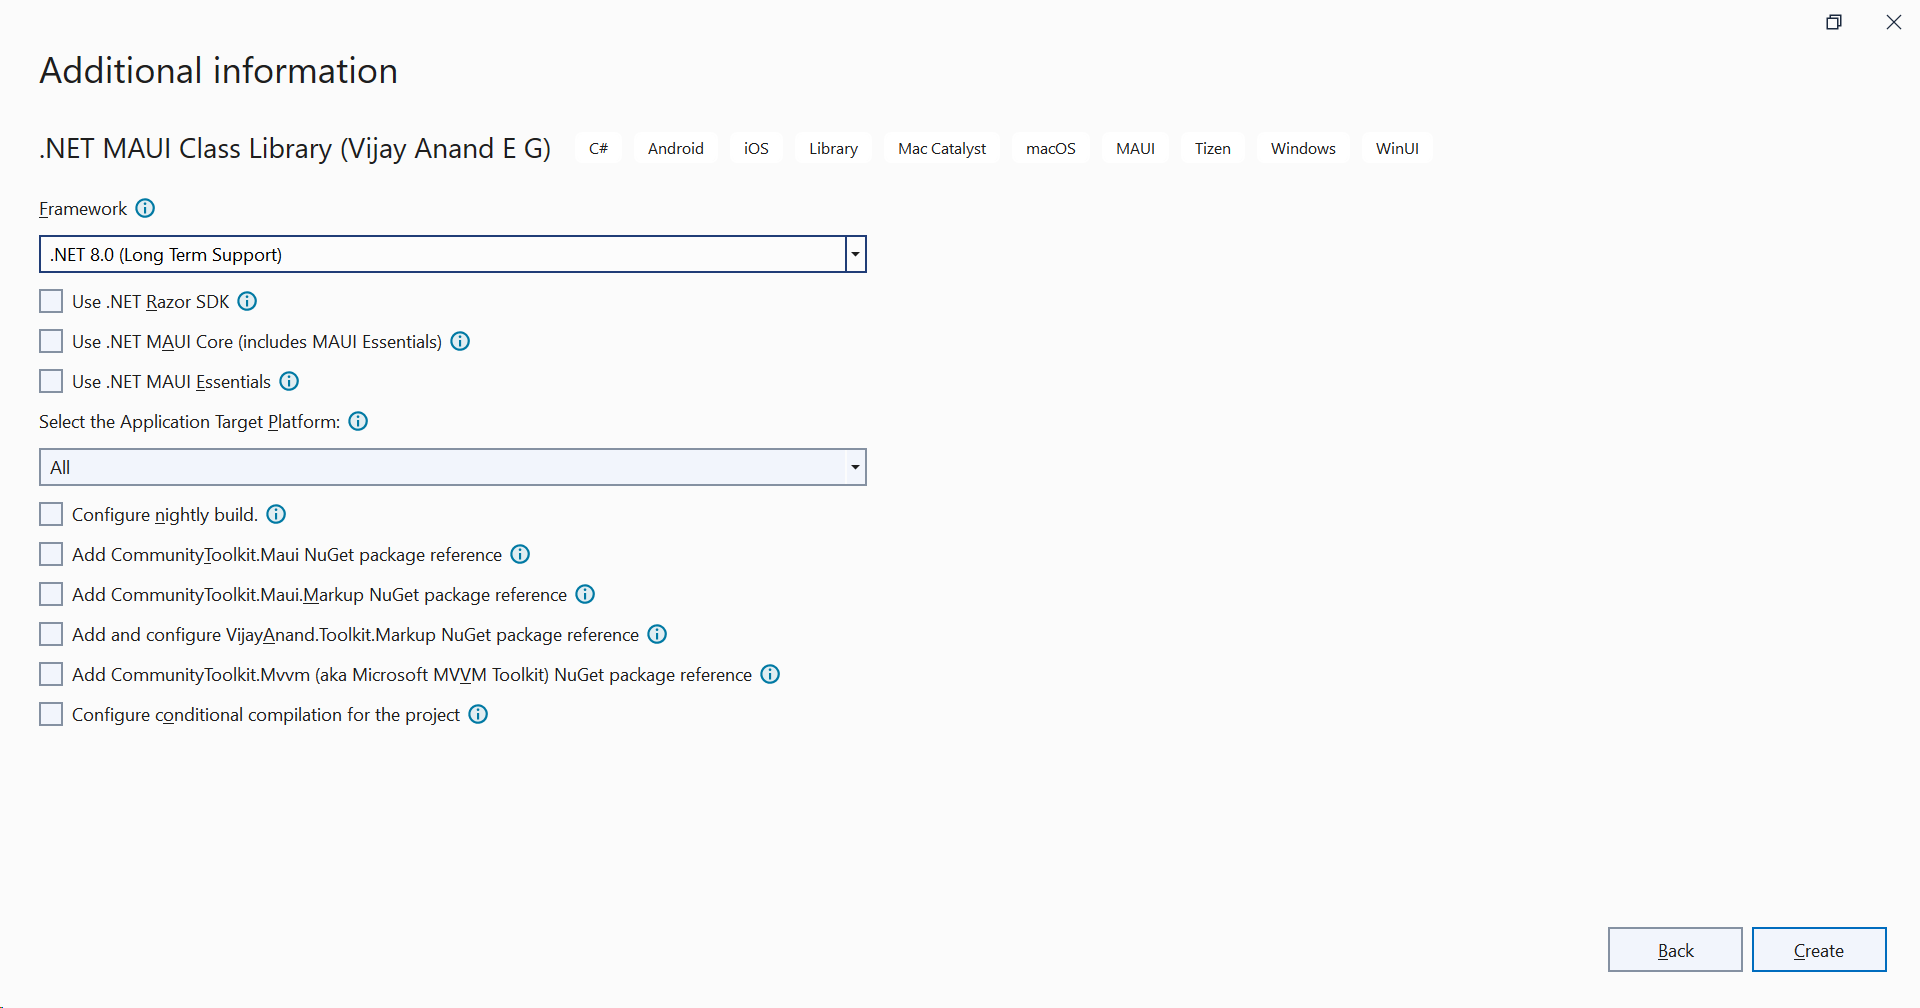 Additional information
.NET MAUI Class Library (Vijay Anand E G) C# Android iOS Library Mac Catalyst macOS MAUI Tizen Windows WinUI
Framework
.NET 8.0 (Long Term Support)
Use .NET Razor SDK
Use .NET MAUI Core (includes MAUI Essentials)
Use .NET MAUI Essentials
Select the Application Target Platform:
All
Configure nightly build.
Add CommunityToolkit.Maui NuGet package reference
Add CommunityToolkit.Maui.Markup NuGet package reference
Add and configure VijayAnand.Toolkit.Markup NuGet package reference
Add CommunityToolkit.Mvvm (aka Microsoft MVVM Toolkit) NuGet package reference
Configure conditional compilation for the project
Back Create